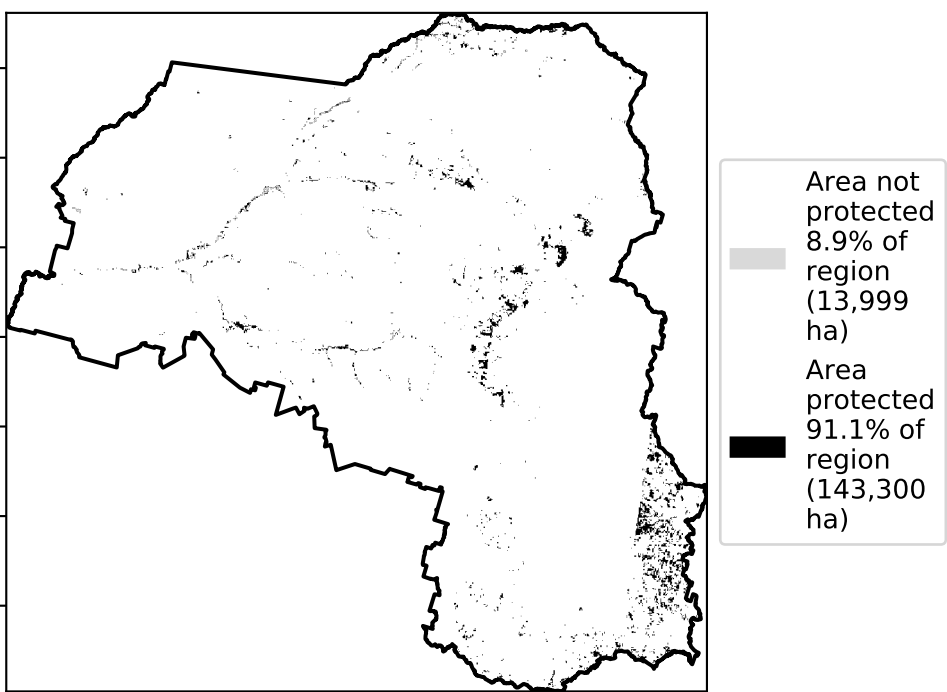 Area not
protected
8.9% of
region
(13,999
ha)
Area
protected
91.1% of
region
(143,300
ha)